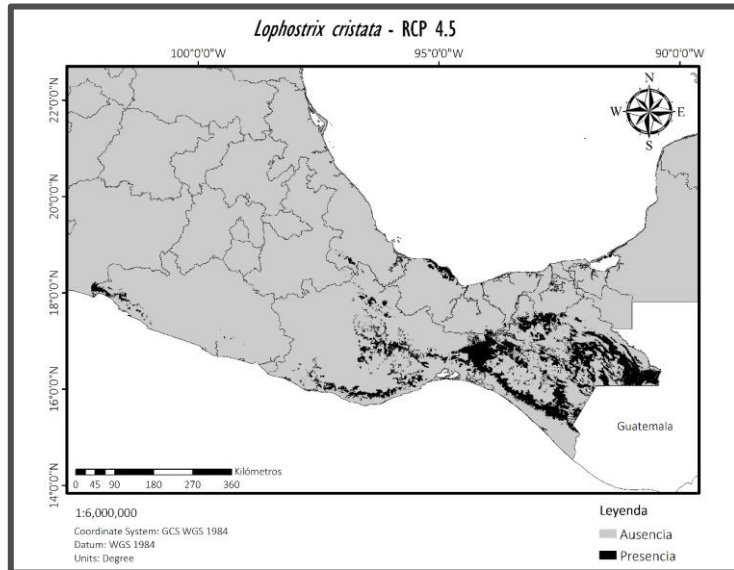 Lophostrix cristata - RCP 4.5
100°0'0"W 95°0'0"W 90°0'0"W
N
W E
S
22°0'0"N
20°0'0"N
18°0'0"N
16°0'0"N
14°0'0"N
Guatemala
Kilómetros
0 45 90 180 270 360
1:6,000,000
Coordinate System: GCS WGS 1984
Datum: WGS 1984
Units: Degree
Leyenda
Ausencia
Presencia